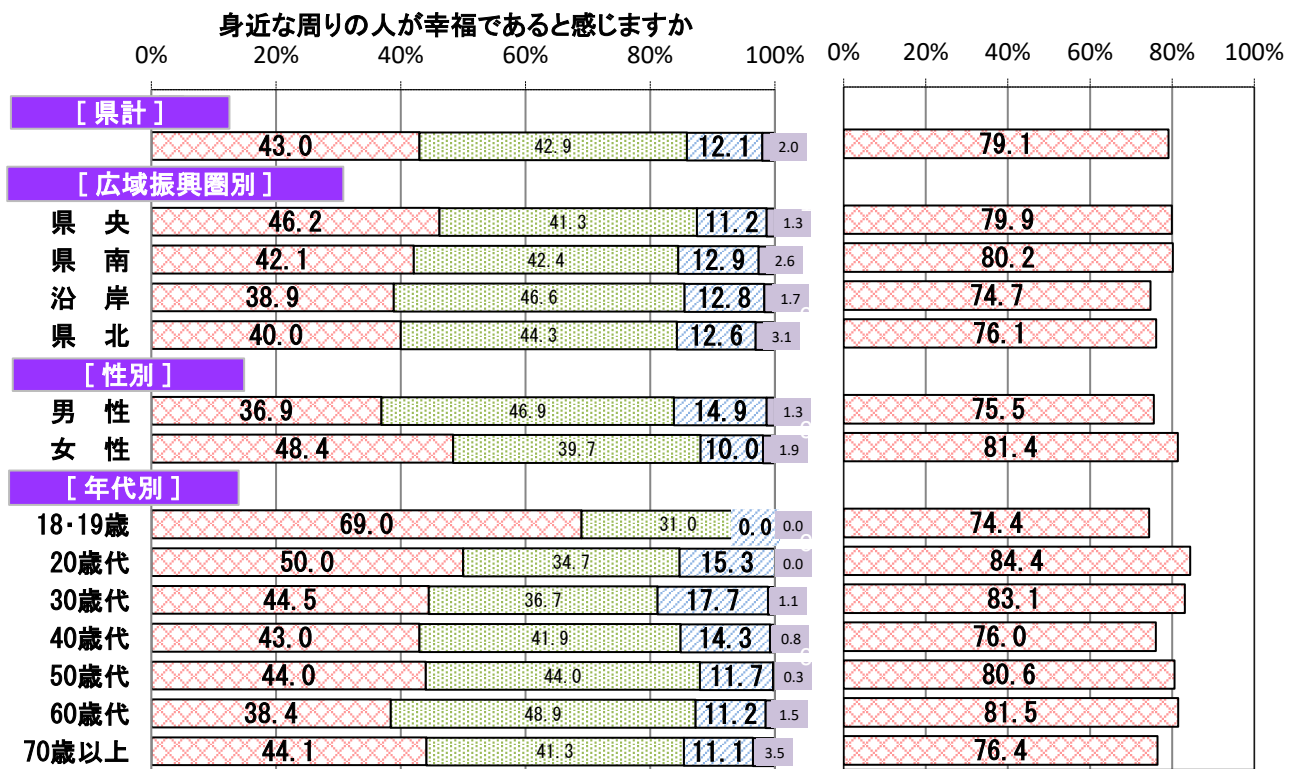 身近な周りの人が幸福であると感じますか
0% 20% 40% 60% 80% 100% 0% 20% 40% 60% 80% 100%
[ 県計 ]
43.0 42.9 12.1 2.0 79.1
[ 広域振興圏別 ]
県 央 46.2 41.3 11.2 1.3 79.9
県 南 42.1 42.4 12.9 2.6 80.2
沿 岸 38.9 46.6 12.8 1.7 74.7
県 北 40.0 44.3 12.6 3.1 76.1
[ 性別 ]
男 性 36.9 46.9 14.9 1.3 75.5
女 性 48.4 39.7 10.0 1.9 81.4
[ 年代別 ]
18・19歳 69.0 31.0 0.0 0.0 74.4
20歳代 50.0 34.7 15.3 0.0 84.4
30歳代 44.5 36.7 17.7 1.1 83.1
40歳代 43.0 41.9 14.3 0.8 76.0
50歳代 44.0 44.0 11.7 0.3 80.6
60歳代 38.4 48.9 11.2 1.5 81.5
70歳以上 44.1 41.3 11.1 3.5 76.4